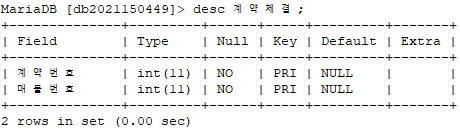 MariaDB [db2021150449]> desc 계약체결;
+----------+---------+------+-----+---------+-------+
| Field | Type | Null | Key | Default | Extra |
+----------+---------+------+-----+---------+-------+
| 계약번호 | int(11) | NO | PRI | NULL | |
| 매물번호 | int(11) | NO | PRI | NULL | |
+----------+---------+------+-----+---------+-------+
2 rows in set (0.00 sec)